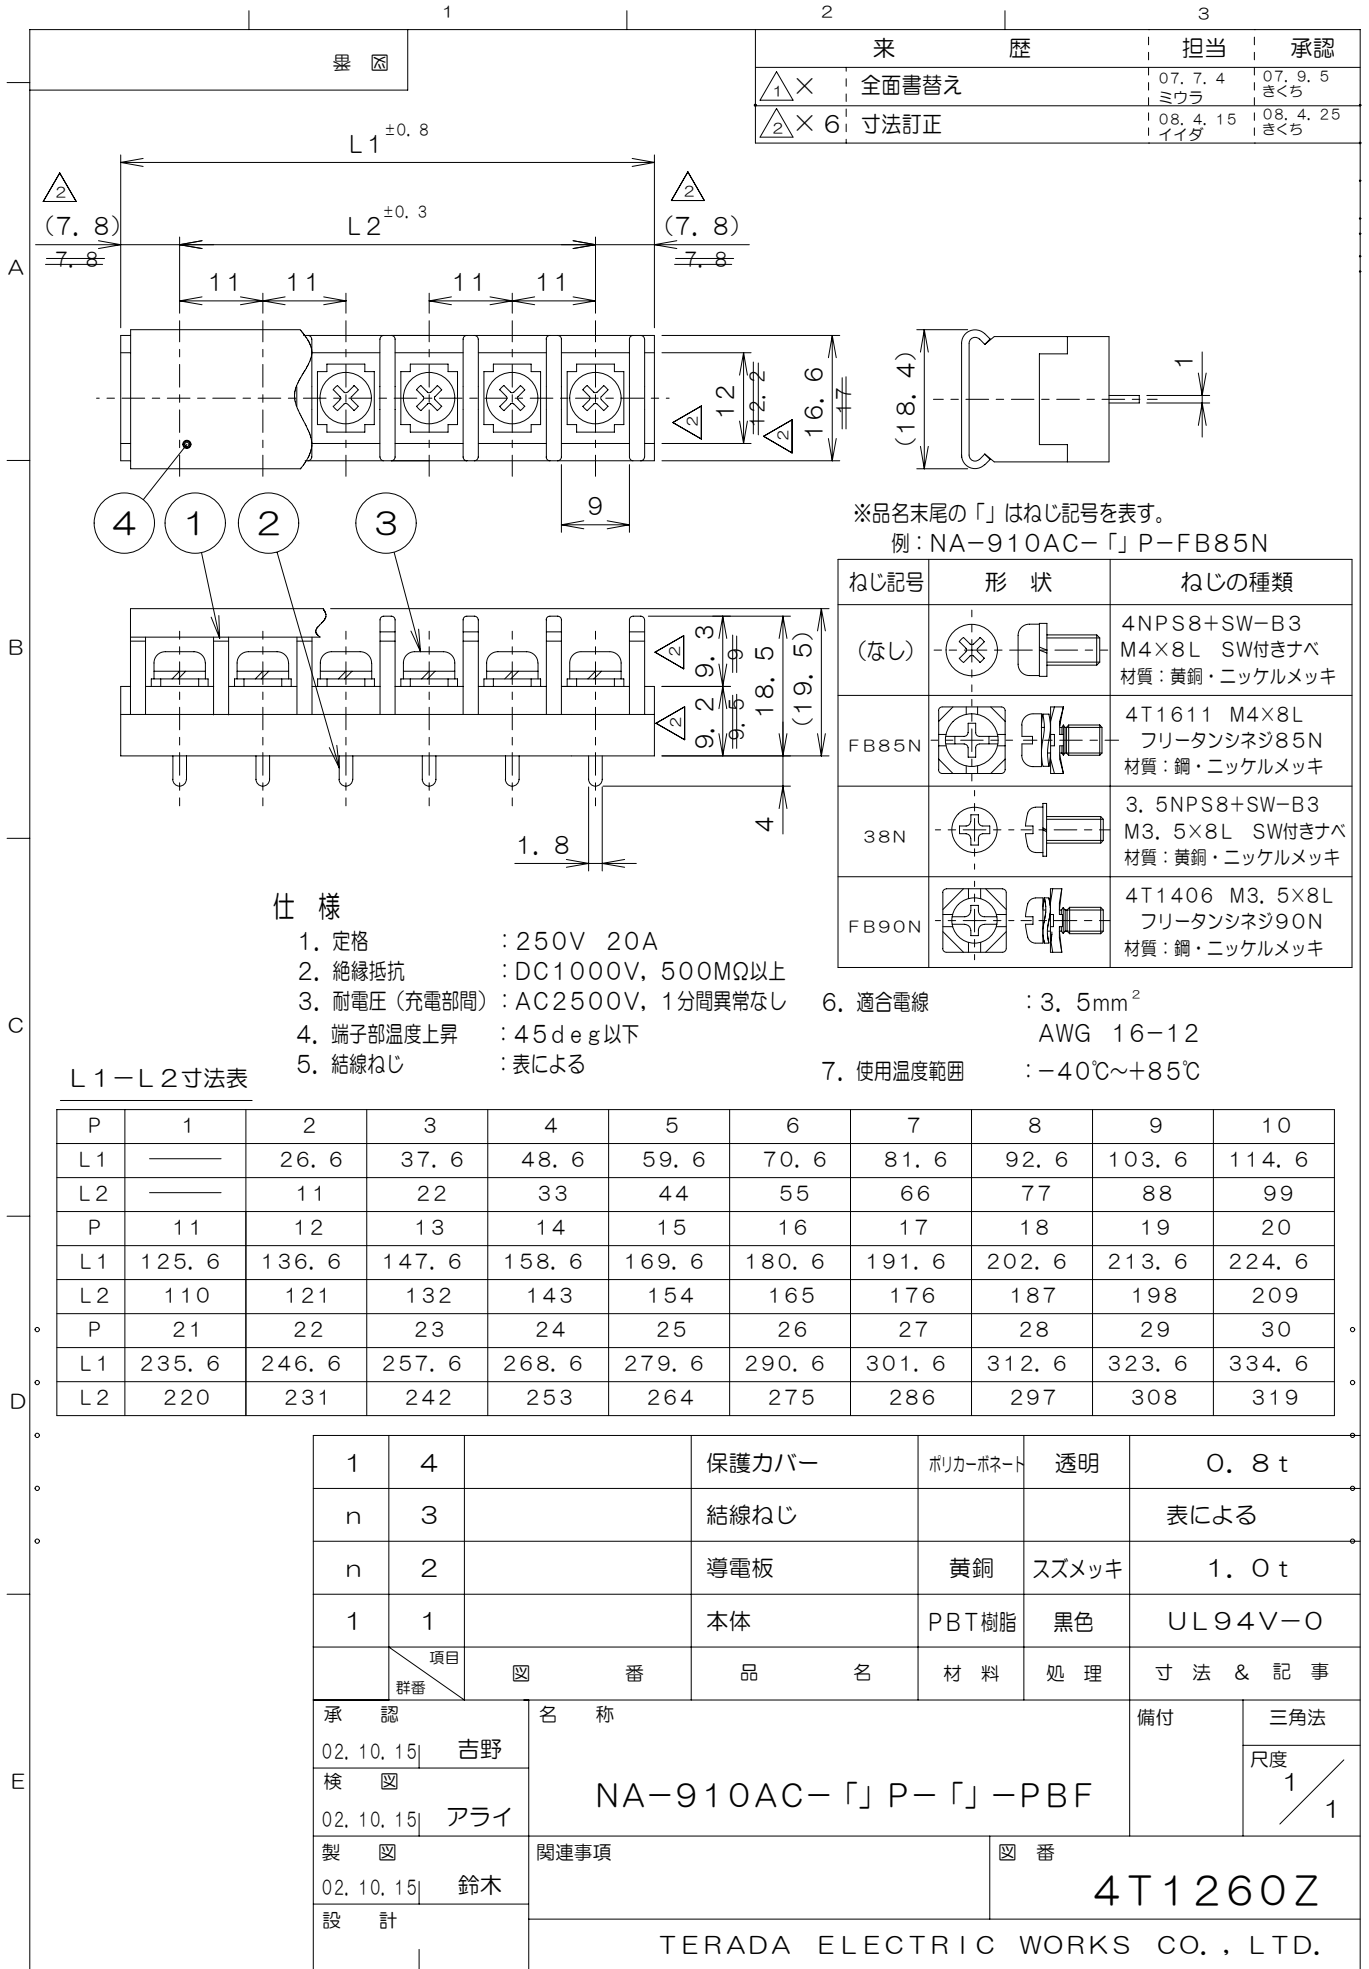 1 2 3
図番
来 歴 担当 承認
△1 × 全面書替え 07. 7. 4 ミウラ 07. 9. 5 きくち
△2 × 6 寸法訂正 08. 4. 15 イイダ 08. 4. 25 きくち
A
B
C
D
E
L1±0. 8
2 2
(7. 8) L2±0. 3 (7. 8)
7. 8 7. 8
11 11 11 11
2 12 12. 2
2 16. 6 17
(18. 4)
1
9
4 1 2 3
2 9. 3 9
2 9. 2 9. 5
18. 5
(19. 5)
4
1. 8
※品名末尾の「」はねじ記号を表す。
例:NA-910AC-「」P-FB85N
ねじ記号 形 状 ねじの種類
(なし) 4NPS8+SW-B3
M4×8L SW付きナベ
材質:黄銅・ニッケルメッキ
FB85N 4T1611 M4×8L
フリータンシネジ85N
材質:鋼・ニッケルメッキ
38N 3. 5NPS8+SW-B3
M3. 5×8L SW付きナベ
材質:黄銅・ニッケルメッキ
FB90N 4T1406 M3. 5×8L
フリータンシネジ90N
材質:鋼・ニッケルメッキ
仕 様
1. 定格 :250V 20A
2. 絶縁抵抗 :DC1000V, 500MΩ以上
3. 耐電圧(充電部間):AC2500V, 1分間異常なし
4. 端子部温度上昇 :45deg以下
5. 結線ねじ :表による
6. 適合電線 :3. 5mm²
AWG 16-12
7. 使用温度範囲 :-40℃~+85℃
L1-L2寸法表
P 1 2 3 4 5 6 7 8 9 10
L1 ―― 26. 6 37. 6 48. 6 59. 6 70. 6 81. 6 92. 6 103. 6 114. 6
L2 ―― 11 22 33 44 55 66 77 88 99
P 11 12 13 14 15 16 17 18 19 20
L1 125. 6 136. 6 147. 6 158. 6 169. 6 180. 6 191. 6 202. 6 213. 6 224. 6
L2 110 121 132 143 154 165 176 187 198 209
P 21 22 23 24 25 26 27 28 29 30
L1 235. 6 246. 6 257. 6 268. 6 279. 6 290. 6 301. 6 312. 6 323. 6 334. 6
L2 220 231 242 253 264 275 286 297 308 319
1 4 保護カバー ポリカーボネート 透明 0. 8t
n 3 結線ねじ 表による
n 2 導電板 黄銅 スズメッキ 1. 0t
1 1 本体 PBT樹脂 黒色 UL94V-0
項目 群番 図 番 品 名 材 料 処 理 寸 法 & 記 事
承 認
02. 10. 15 吉野
検 図
02. 10. 15 アライ
製 図
02. 10. 15 鈴木
設 計
名 称
NA-910AC-「」P-「」-PBF
備付
三角法
尺度
1/1
関連事項
図 番
4T1260Z
TERADA ELECTRIC WORKS CO. , LTD.